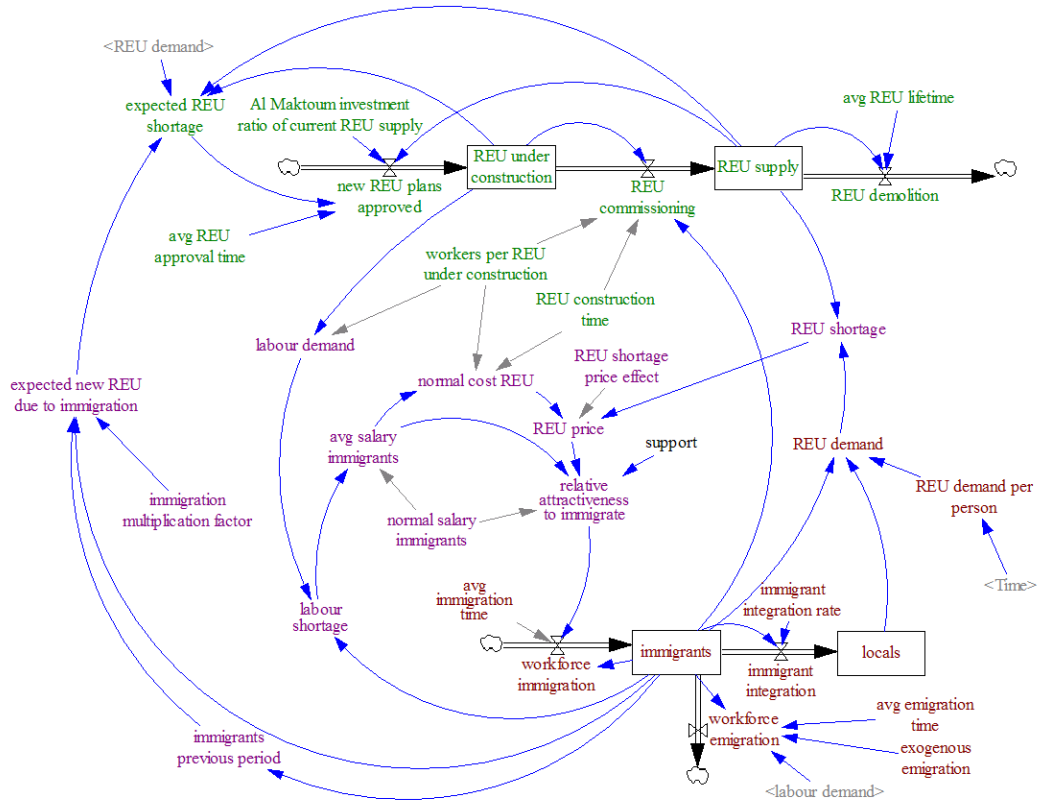 <REU demand>
expected REU
shortage
Al Maktoum investment
ratio of current REU supply
avg REU lifetime
REU under
construction
REU supply
new REU plans
approved
REU
commissioning
REU demolition
avg REU
approval time
workers per REU
under construction
REU construction
time
labour demand
REU shortage
REU shortage
price effect
expected new REU
due to immigration
normal cost REU
REU price
avg salary
immigrants
support
REU demand
relative
attractiveness
to immigrate
REU demand per
person
immigration
multiplication factor
normal salary
immigrants
<Time>
avg
immigration
time
immigrant
integration rate
labour
shortage
immigrants
locals
workforce
immigration
immigrant
integration
avg emigration
time
workforce
emigration
exogenous
emigration
immigrants
previous period
<labour demand>